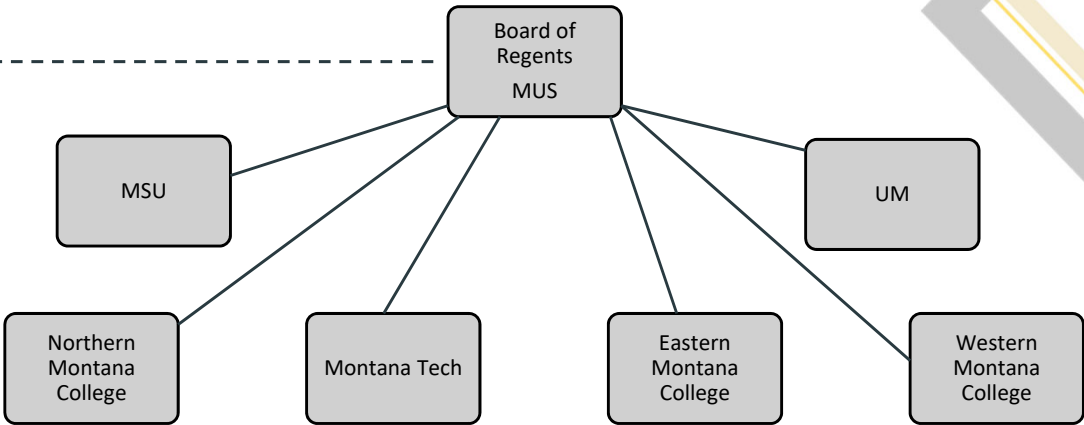 Board of
Regents
MUS
MSU
UM
Northern
Montana
College
Montana Tech
Eastern
Montana
College
Western
Montana
College